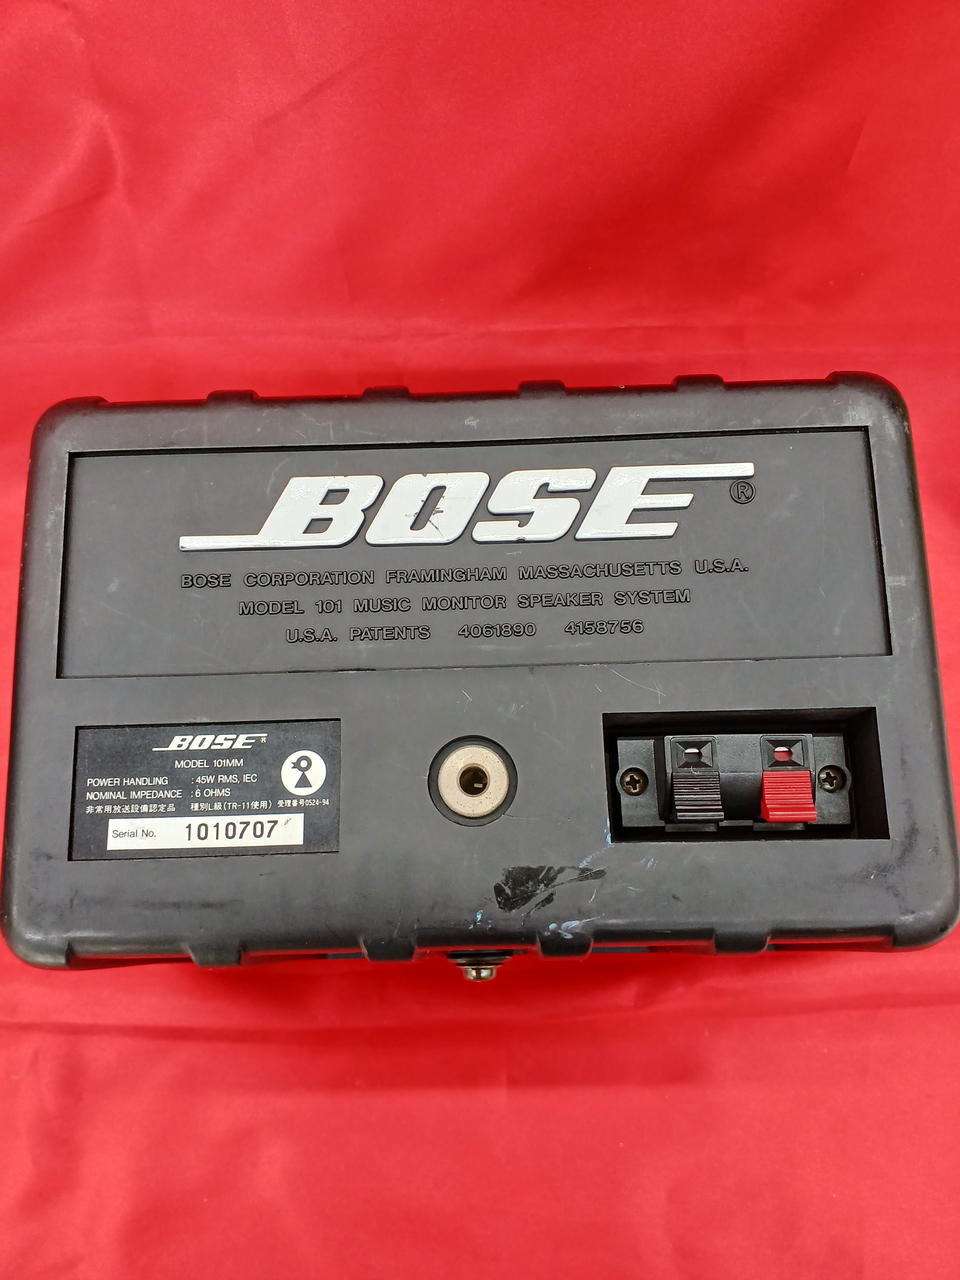 BOSE®
BOSE CORPORATION FRAMINGHAM MASSACHUSETTS U.S.A.
MODEL 101 MUSIC MONITOR SPEAKER SYSTEM
U.S.A. PATENTS 4061890 4158756
BOSE®
MODEL 101MM
POWER HANDLING : 45W RMS, IEC
NOMINAL IMPEDANCE : 6 OHMS
非常用放送設備認定品 種別L級(TR-11使用) 受理番号0524-94
Serial No. 1010707